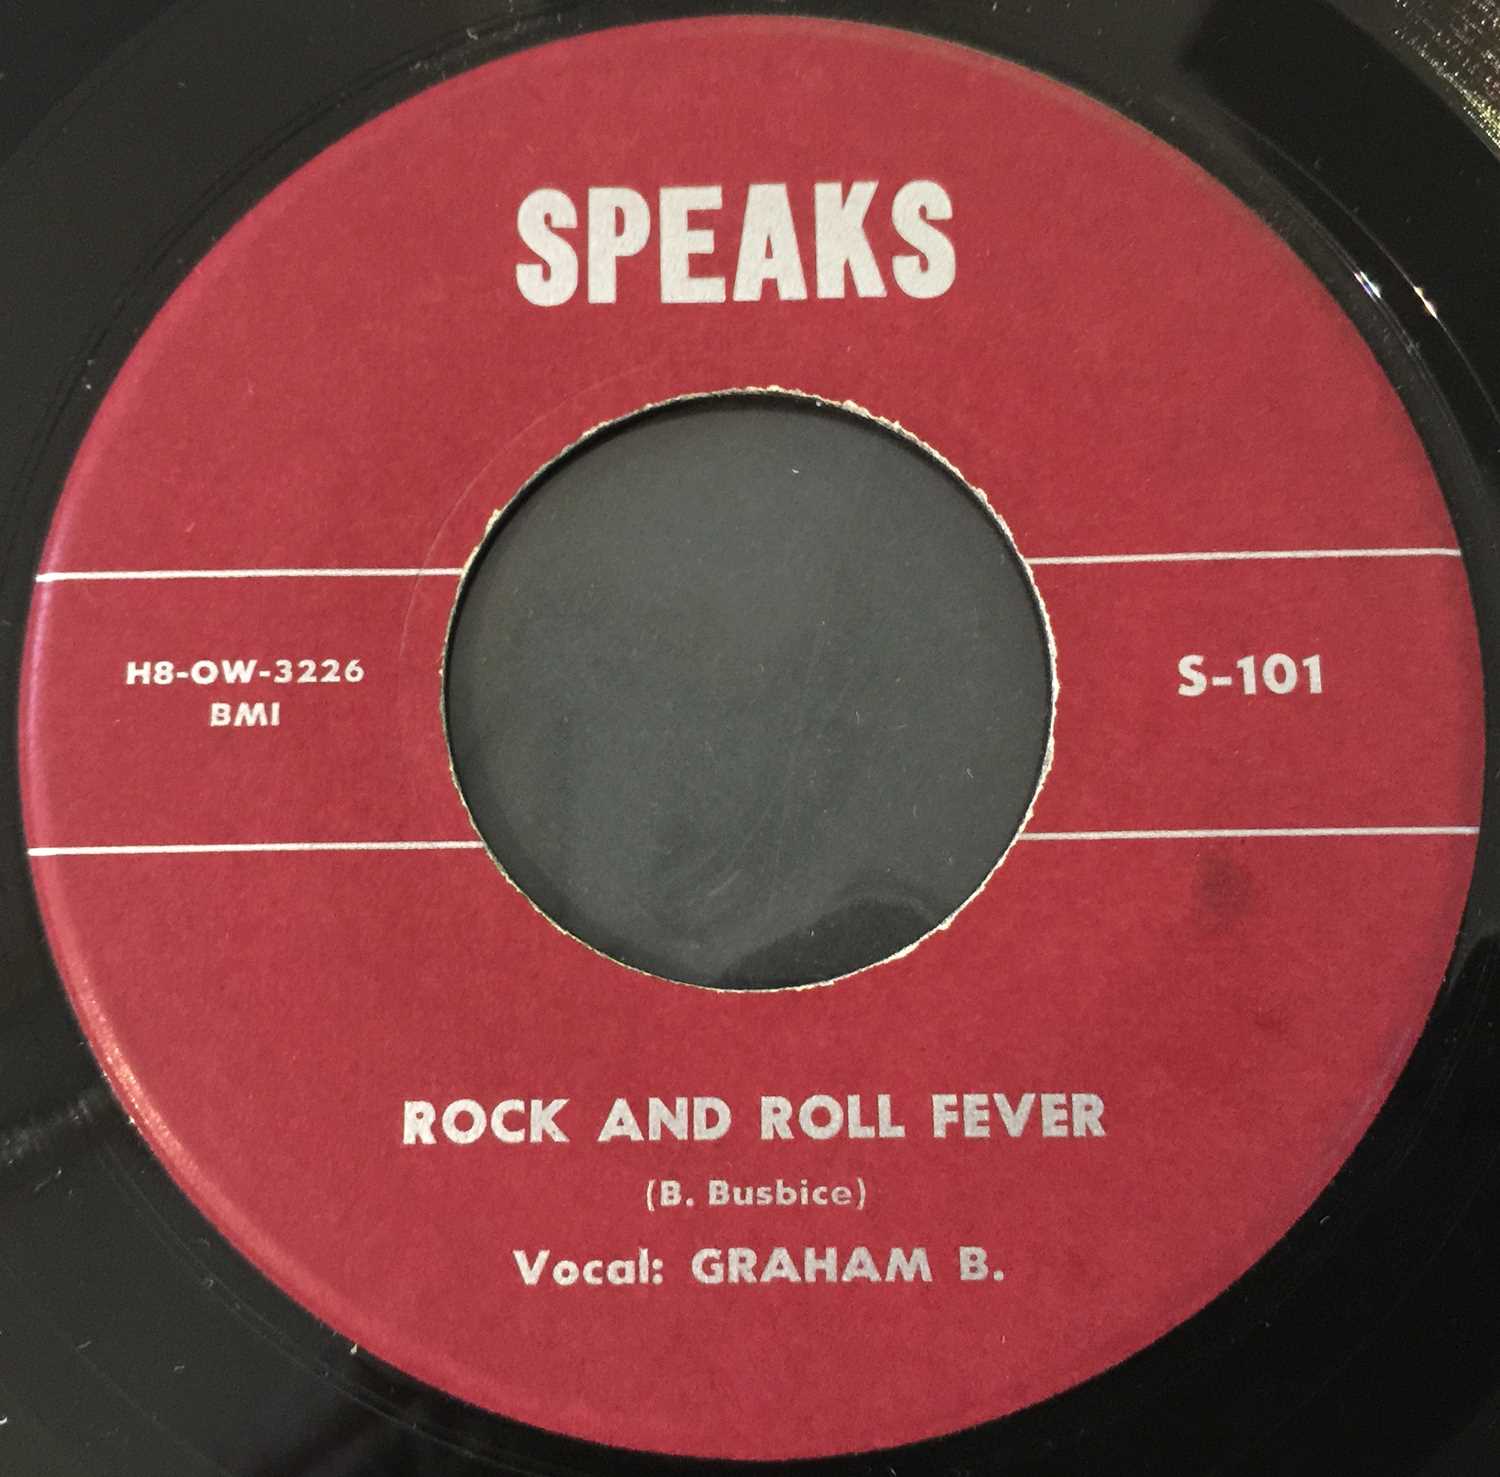 SPEAKS
H8-OW-3226
BMI
S-101
ROCK AND ROLL FEVER
(B. Busbice)
Vocal: GRAHAM B.